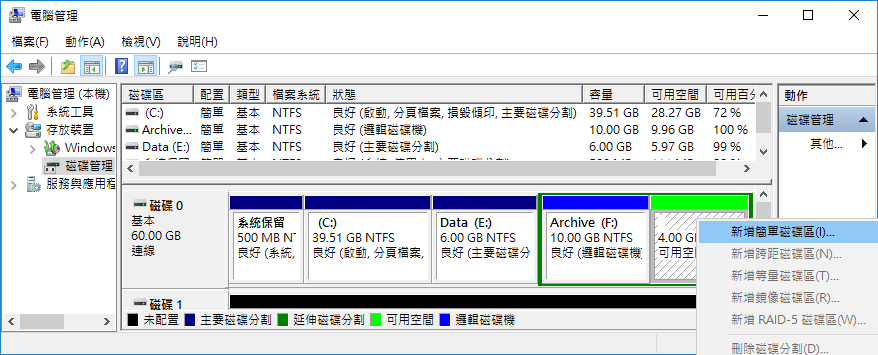 電腦管理
檔案(F) 動作(A) 檢視(V) 說明(H)
電腦管理 (本機)
系統工具
存放裝置
Windows
磁碟管理
服務與應用程
磁碟區 配置 類型 檔案系統 狀態 容量 可用空間 可用百分
(C:) 簡單 基本 NTFS 良好 (啟動, 分頁檔案, 損毀傾印, 主要磁碟分割) 39.51 GB 28.27 GB 72 %
Archive... 簡單 基本 NTFS 良好 (邏輯磁碟機) 10.00 GB 9.96 GB 100 %
Data (E:) 簡單 基本 NTFS 良好 (主要磁碟分割) 6.00 GB 5.97 GB 99 %
動作
磁碟管理
其他...
磁碟 0
基本
60.00 GB
連線
系統保留
500 MB NT
良好 (系統,
(C:)
39.51 GB NTFS
良好 (啟動, 分頁檔案,
Data (E:)
6.00 GB NTFS
良好 (主要磁碟分
Archive (F:)
10.00 GB NTFS
良好 (邏輯磁碟機
4.00 GB
可用空間
磁碟 1
未配置 主要磁碟分割 延伸磁碟分割 可用空間 邏輯磁碟機
新增簡單磁碟區(I)...
新增跨距磁碟區(N)...
新增等量磁碟區(T)...
新增鏡像磁碟區(R)...
新增 RAID-5 磁碟區(W)...
刪除磁碟分割(D)...